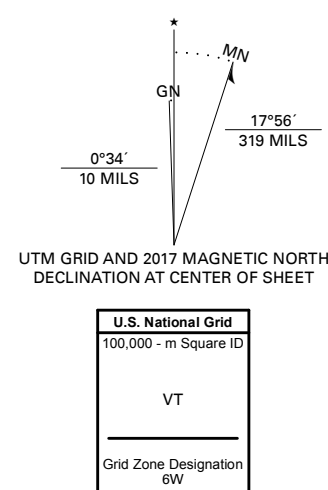 ★
MN
GN
17°56´
319 MILS
0°34´
10 MILS
UTM GRID AND 2017 MAGNETIC NORTH
DECLINATION AT CENTER OF SHEET
U.S. National Grid
100,000 - m Square ID
VT
Grid Zone Designation
6W